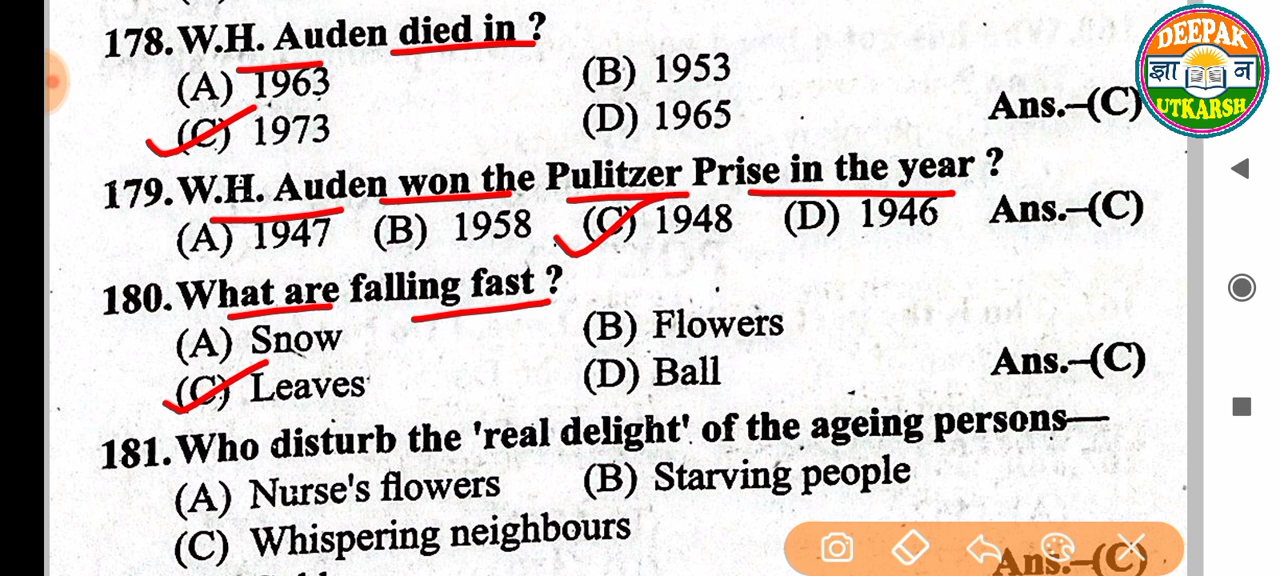 178. W.H. Auden died in ?
(A) 1963 (B) 1953
(C) 1973 (D) 1965 Ans.–(C)
179. W.H. Auden won the Pulitzer Prise in the year ?
(A) 1947 (B) 1958 (C) 1948 (D) 1946 Ans.–(C)
180. What are falling fast ?
(A) Snow (B) Flowers
(C) Leaves (D) Ball Ans.–(C)
181. Who disturb the 'real delight' of the ageing persons—
(A) Nurse's flowers (B) Starving people
(C) Whispering neighbours
Ans.–(C)
DEEPAK
ज्ञा न
UTKARSH